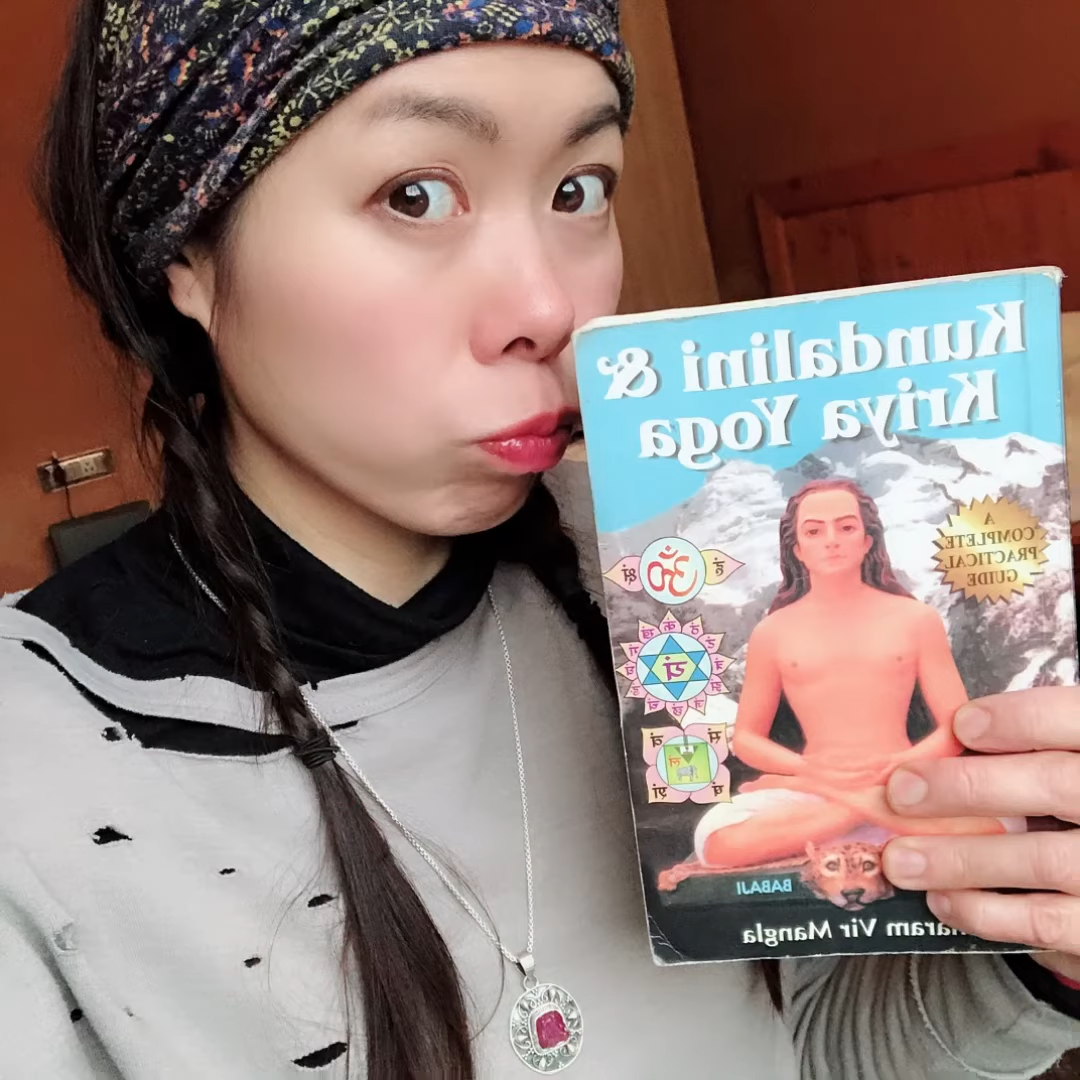 Kundalini &
Kriya Yoga
A
COMPLETE
PRACTICAL
GUIDE
ॐ
BABAJI
Vir Mangla